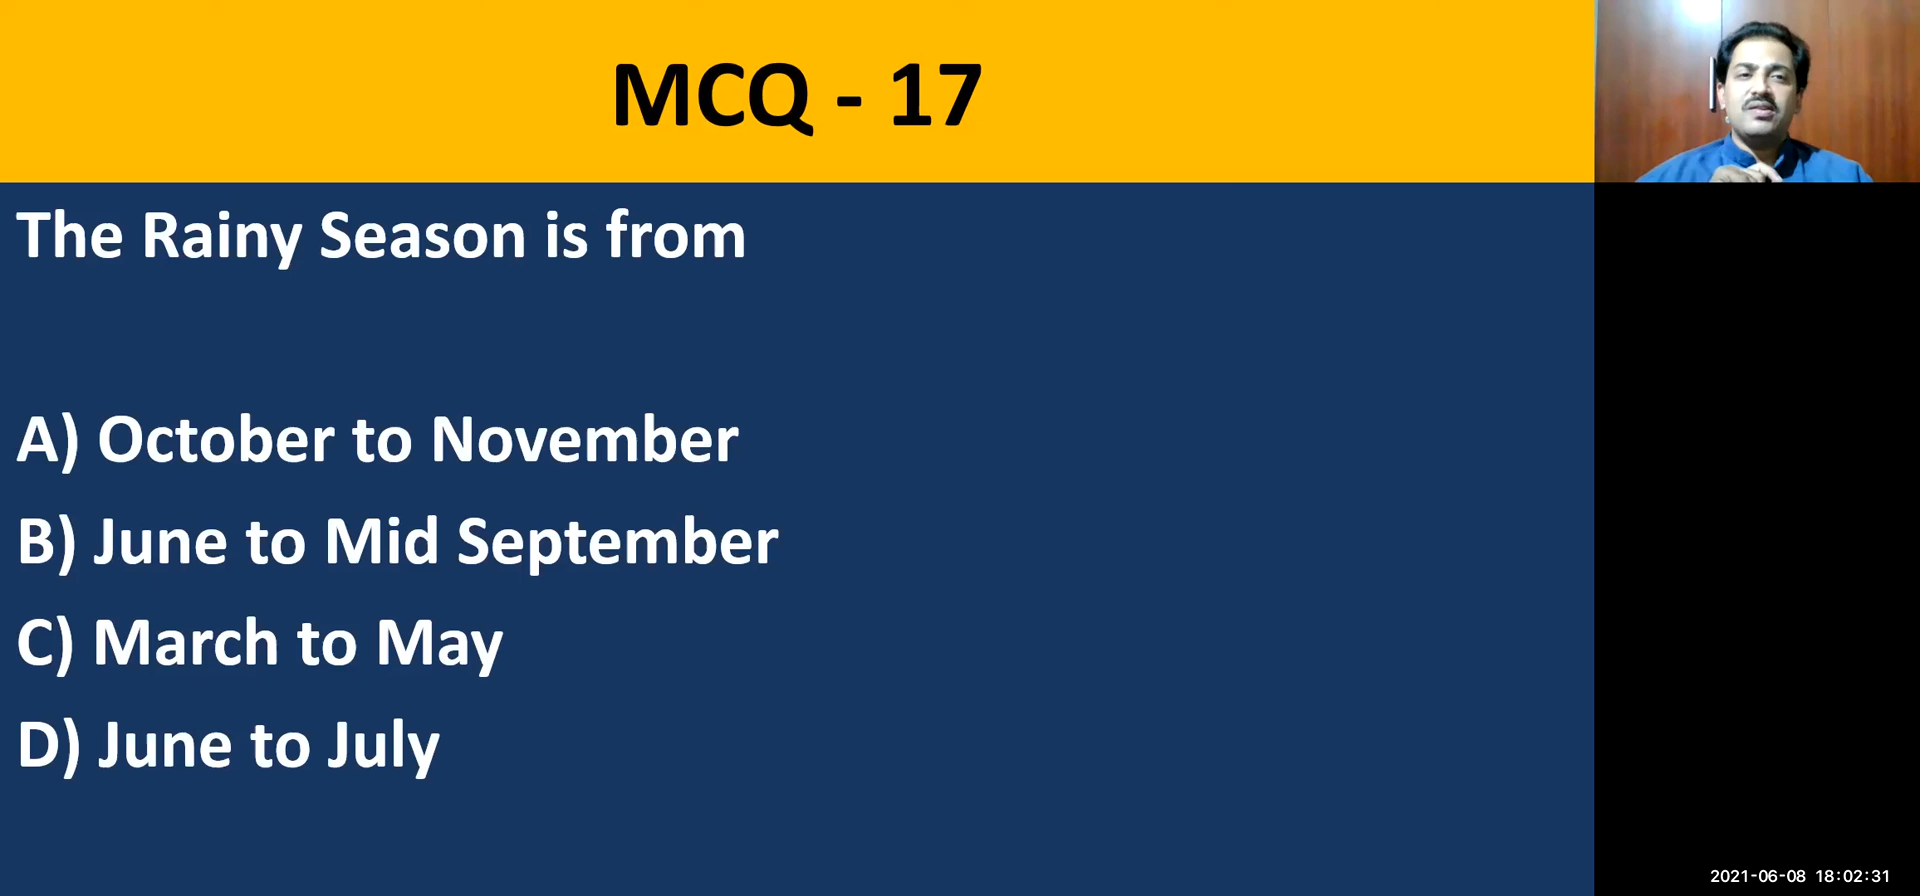 MCQ - 17
The Rainy Season is from
A) October to November
B) June to Mid September
C) March to May
D) June to July
2021-06-08 18:02:31